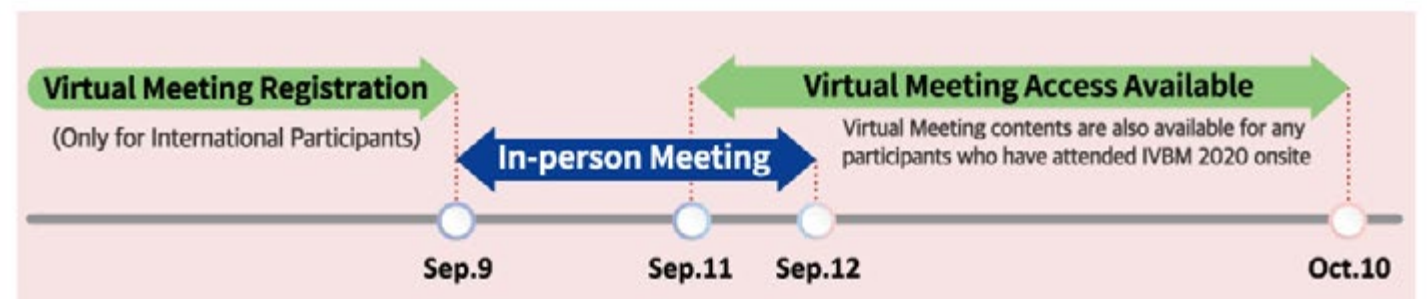 Virtual Meeting Registration
(Only for International Participants)
Virtual Meeting Access Available
Virtual Meeting contents are also available for any
participants who have attended IVBM 2020 onsite
In-person Meeting
Sep.9
Sep.11
Sep.12
Oct.10